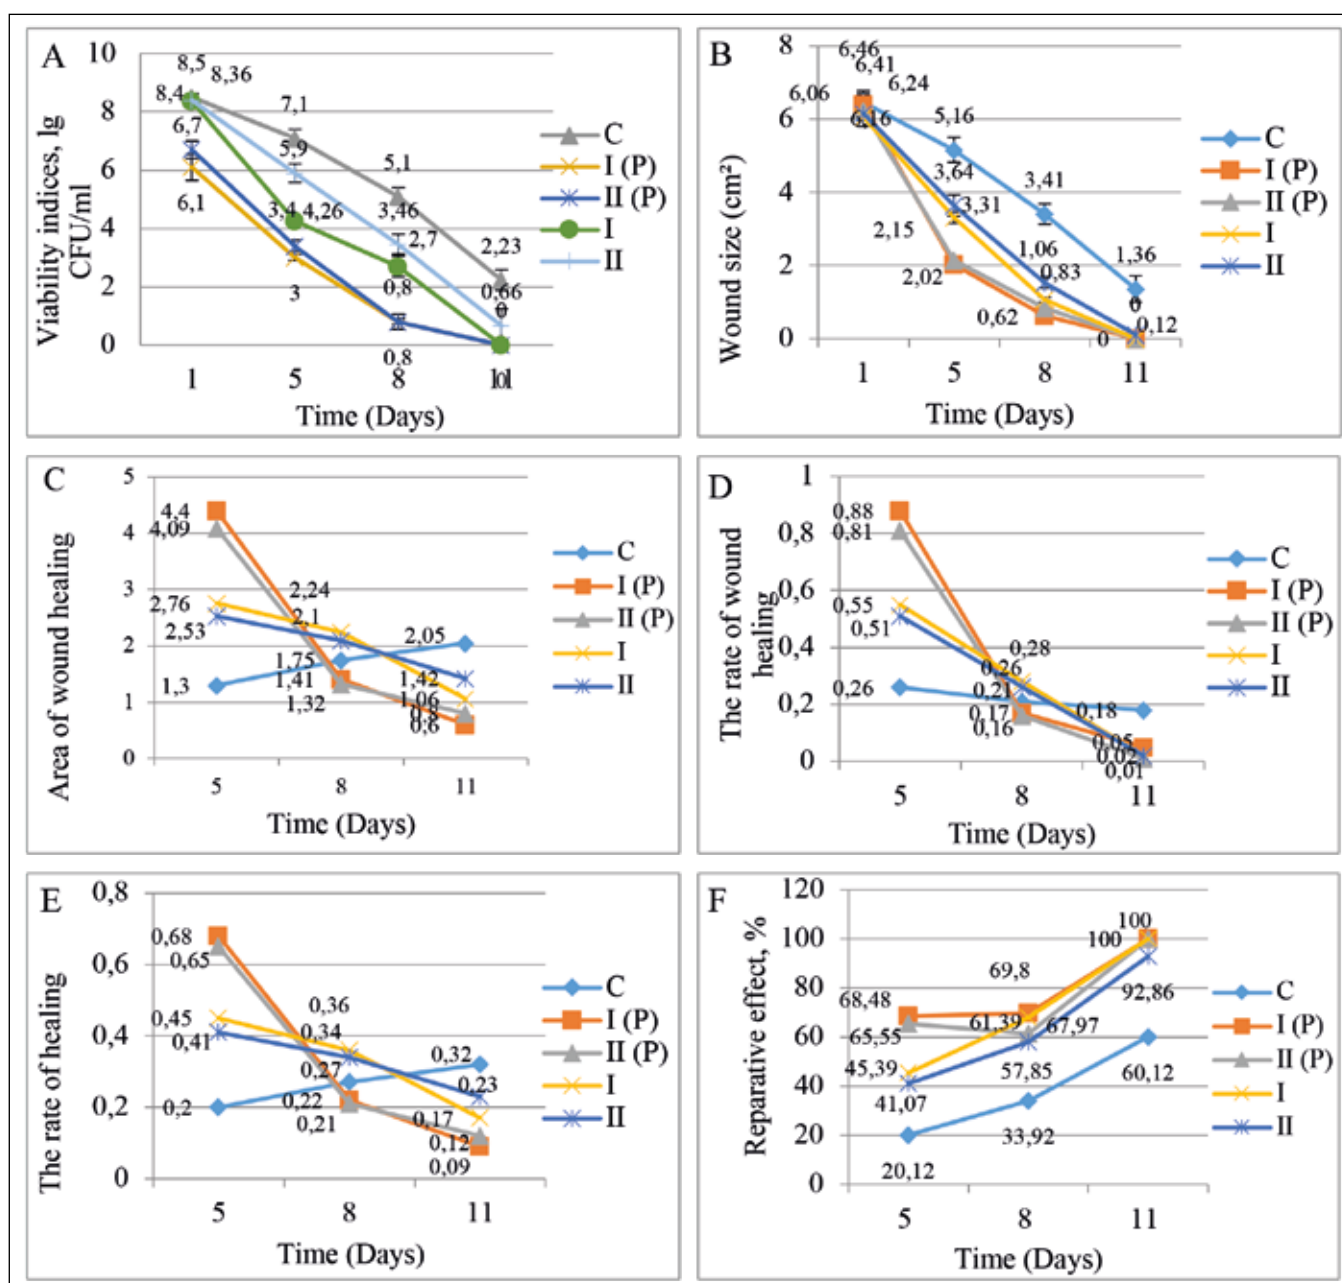 A
10
8
6
4
2
0
Viability indices, lg
CFU/ml
8,5
8,36
8,4
7,1
6,7
5,9
5,1
6,1
3,4
4,26
3,46
2,7
2,23
3
0,8
0,66
0
0,8
1
5
8
Time (Days)
C
I (P)
II (P)
I
II
B
8
6
4
2
0
Wound size (cm²)
6,46
6,41
6,24
6,06
6,16
5,16
3,64
3,41
3,31
2,15
1,06
1,36
2,02
0,83
0
0,62
0,12
0
1
5
8
11
Time (Days)
C
I (P)
II (P)
I
II
C
5
4
3
2
1
0
Area of wound healing
4,4
4,09
2,76
2,24
2,53
2,1
2,05
1,3
1,75
1,41
1,42
1,32
1,06
0,8
0,6
5
8
11
Time (Days)
C
I (P)
II (P)
I
II
D
1
0,8
0,6
0,4
0,2
0
The rate of wound
healing
0,88
0,81
0,55
0,51
0,28
0,26
0,26
0,21
0,17
0,18
0,16
0,05
0,02
0,01
5
8
11
Time (Days)
C
I (P)
II (P)
I
II
E
0,8
0,6
0,4
0,2
0
The rate of healing
0,68
0,65
0,45
0,36
0,41
0,34
0,32
0,27
0,23
0,2
0,22
0,21
0,17
0,12
0,09
5
8
11
Time (Days)
C
I (P)
II (P)
I
II
F
120
100
80
60
40
20
0
Reparative effect, %
100
100
69,8
68,48
92,86
61,39
67,97
65,55
45,39
57,85
60,12
41,07
33,92
20,12
5
8
11
Time (Days)
C
I (P)
II (P)
I
II